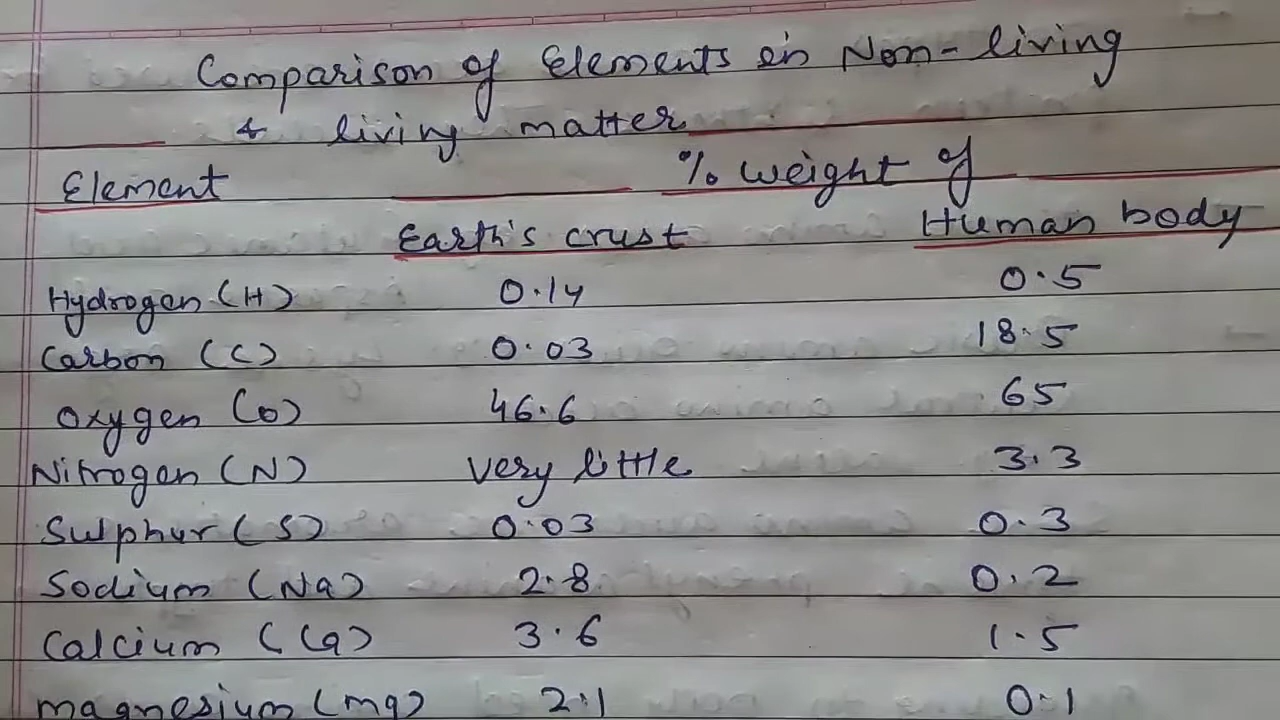 Comparison of Elements in Non-living
& living matter
Element % weight of
Earth's crust Human body
Hydrogen (H) 0.14 0.5
Carbon (C) 0.03 18.5
Oxygen (O) 46.6 65
Nitrogen (N) Very little 3.3
Sulphur (S) 0.03 0.3
Sodium (Na) 2.8 0.2
Calcium (Ca) 3.6 1.5
magnesium (mg) 2.1 0.1